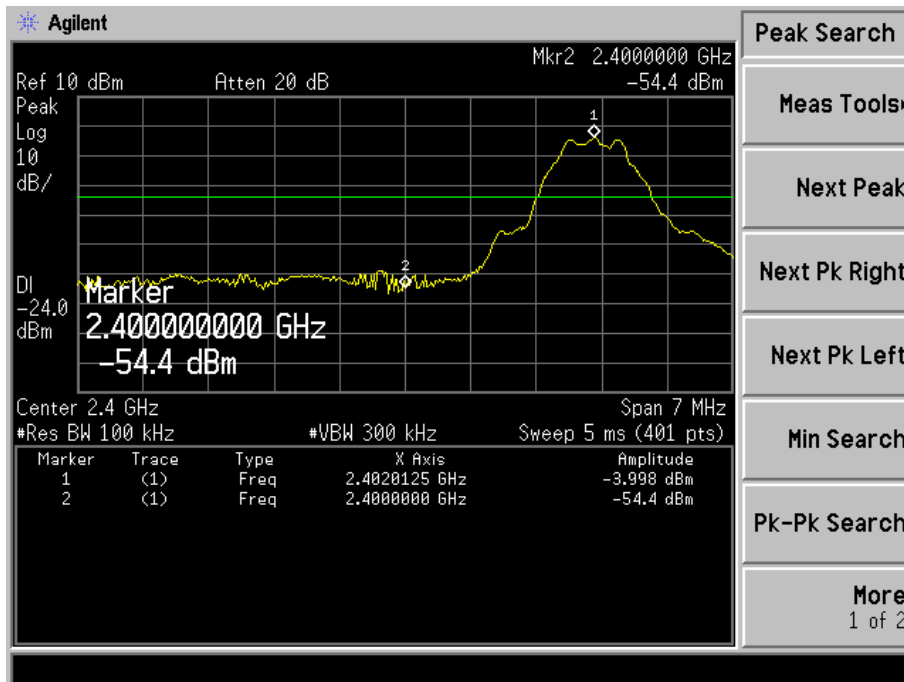 Agilent
Peak Search
Mkr2 2.4000000 GHz
Ref 10 dBm Atten 20 dB -54.4 dBm
Peak
Log
10
dB/
1
2
DI
-24.0
dBm
Marker
2.400000000 GHz
-54.4 dBm
Center 2.4 GHz Span 7 MHz
#Res BW 100 kHz #VBW 300 kHz Sweep 5 ms (401 pts)
Marker Trace Type X Axis Amplitude
1 (1) Freq 2.4020125 GHz -3.998 dBm
2 (1) Freq 2.4000000 GHz -54.4 dBm
Meas Tools
Next Peak
Next Pk Right
Next Pk Left
Min Search
Pk-Pk Search
More
1 of 2